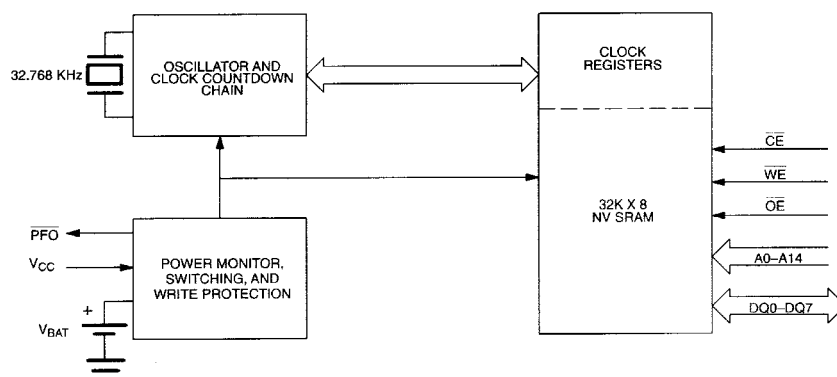 32.768 KHz
OSCILLATOR AND
CLOCK COUNTDOWN
CHAIN
CLOCK
REGISTERS
32K X 8
NV SRAM
CE
WE
OE
A0–A14
DQ0–DQ7
PFO
VCC
VBAT
+
POWER MONITOR,
SWITCHING, AND
WRITE PROTECTION